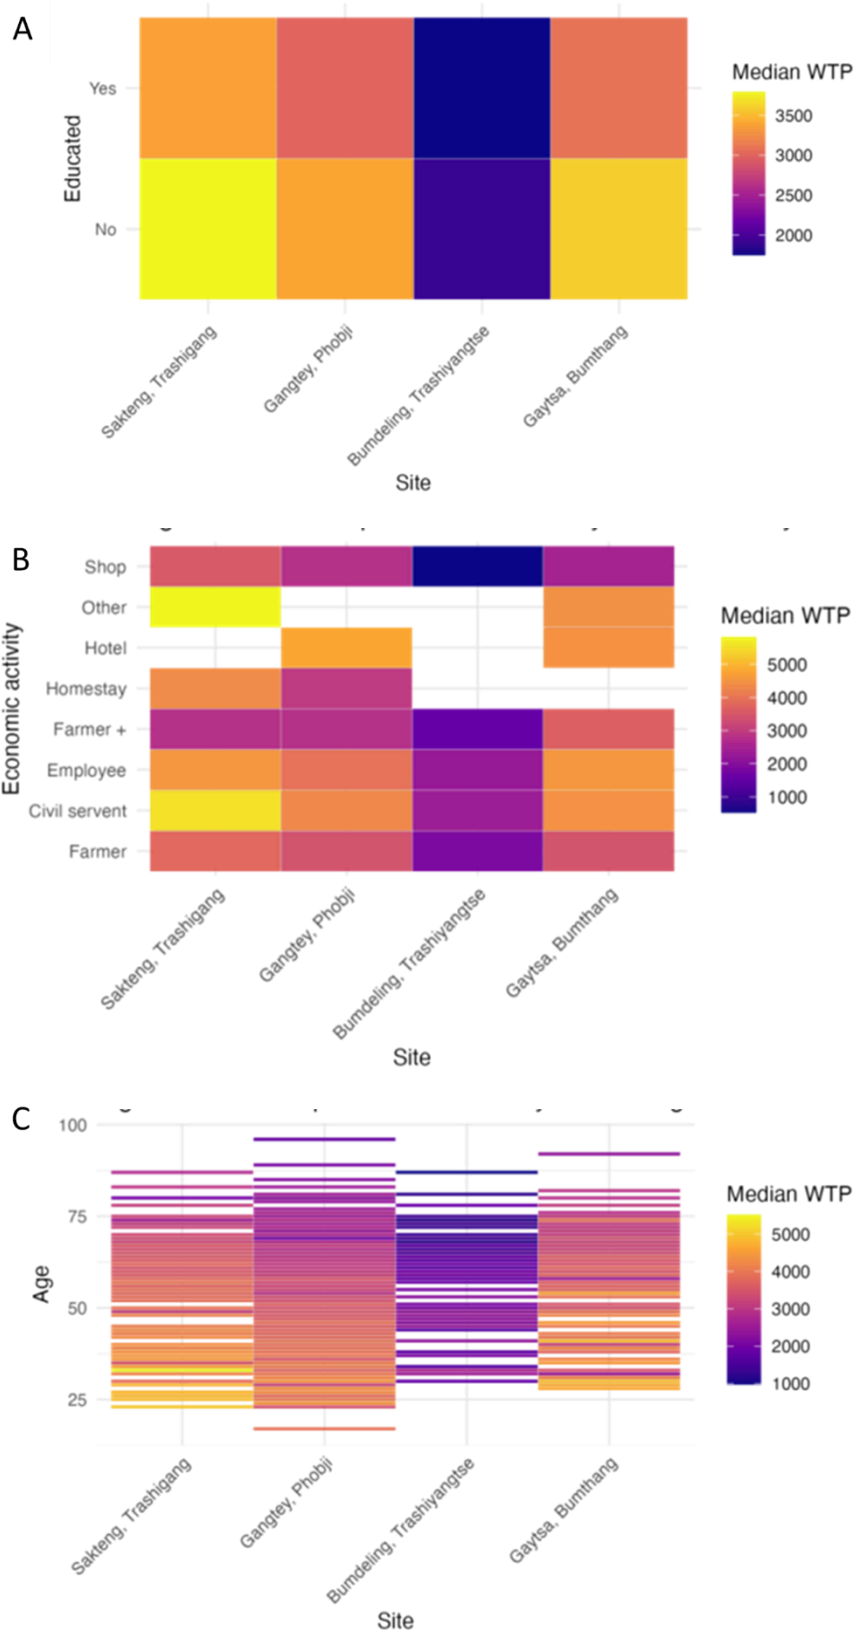 A
Median WTP
Yes
No
Educated
3500
3000
2500
2000
Sakteng, Trashigang
Gangtey, Phobji
Bumdeling, Trashiyangtse
Gaytsa, Bumthang
Site
B
Economic activity
Shop
Other
Hotel
Homestay
Farmer +
Employee
Civil servent
Farmer
Median WTP
5000
4000
3000
2000
1000
Sakteng, Trashigang
Gangtey, Phobji
Bumdeling, Trashiyangtse
Gaytsa, Bumthang
Site
C
Age
100
75
50
25
Median WTP
5000
4000
3000
2000
1000
Sakteng, Trashigang
Gangtey, Phobji
Bumdeling, Trashiyangtse
Gaytsa, Bumthang
Site